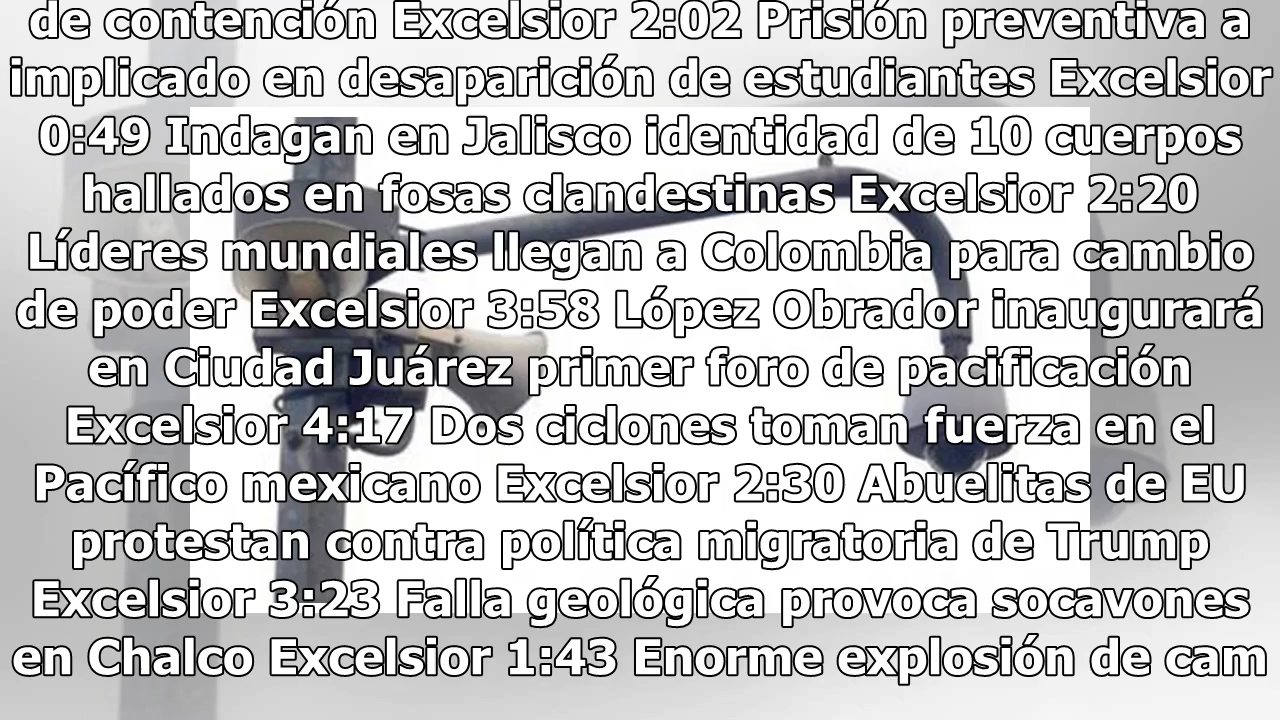 de contención Excelsior 2:02 Prisión preventiva a
implicado en desaparición de estudiantes Excelsior
0:49 Indagan en Jalisco identidad de 10 cuerpos
hallados en fosas clandestinas Excelsior 2:20
Líderes mundiales llegan a Colombia para cambio
de poder Excelsior 3:58 López Obrador inaugurará
en Ciudad Juárez primer foro de pacificación
Excelsior 4:17 Dos ciclones toman fuerza en el
Pacífico mexicano Excelsior 2:30 Abuelitas de EU
protestan contra política migratoria de Trump
Excelsior 3:23 Falla geológica provoca socavones
en Chalco Excelsior 1:43 Enorme explosión de cam